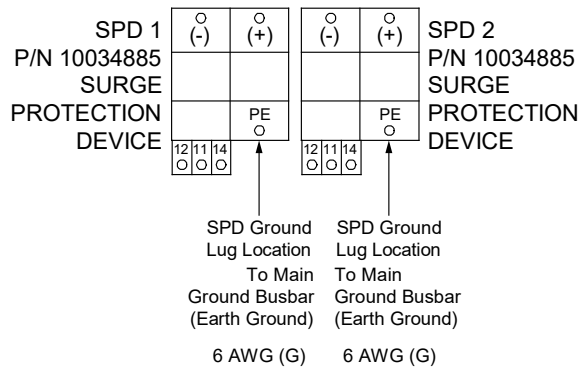 SPD 1
P/N 10034885
SURGE
PROTECTION
DEVICE
(-) (+)
PE
12 11 14
(-) (+)
PE
12 11 14
SPD 2
P/N 10034885
SURGE
PROTECTION
DEVICE
SPD Ground
Lug Location
To Main
Ground Busbar
(Earth Ground)
6 AWG (G)
SPD Ground
Lug Location
To Main
Ground Busbar
(Earth Ground)
6 AWG (G)